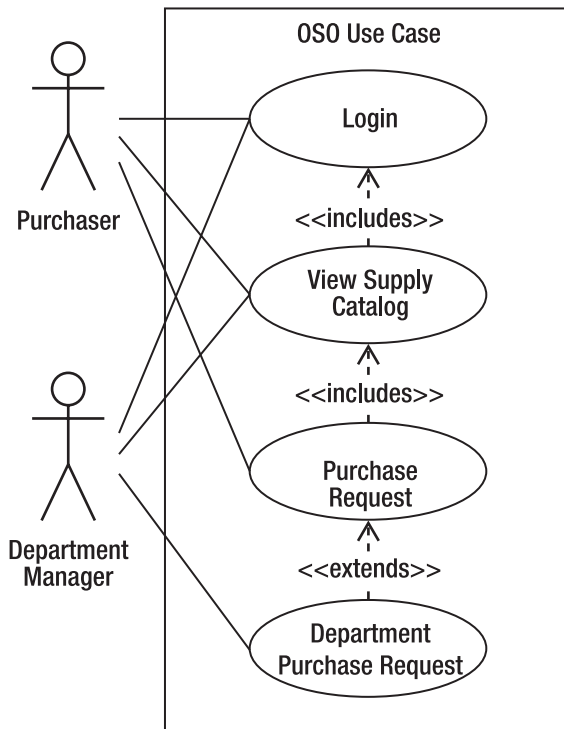 OSO Use Case
Login
Purchaser
<<includes>>
View Supply
Catalog
<<includes>>
Purchase
Request
Department
Manager
<<extends>>
Department
Purchase Request